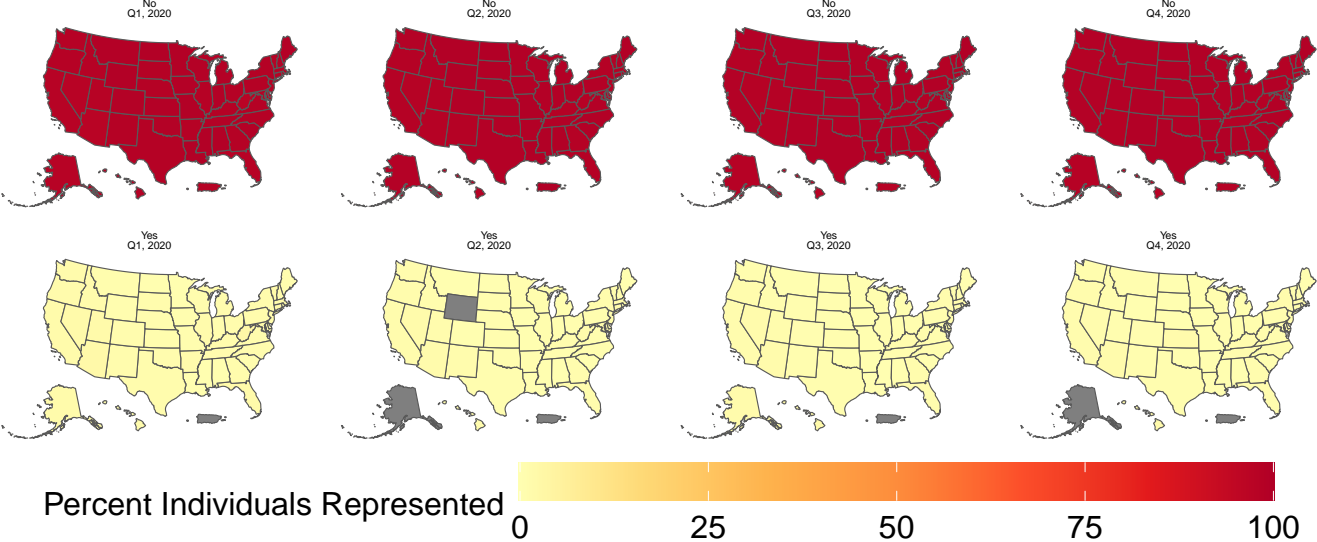 No
Q1, 2020
No
Q2, 2020
No
Q3, 2020
No
Q4, 2020
Yes
Q1, 2020
Yes
Q2, 2020
Yes
Q3, 2020
Yes
Q4, 2020
Percent Individuals Represented
0 25 50 75 100